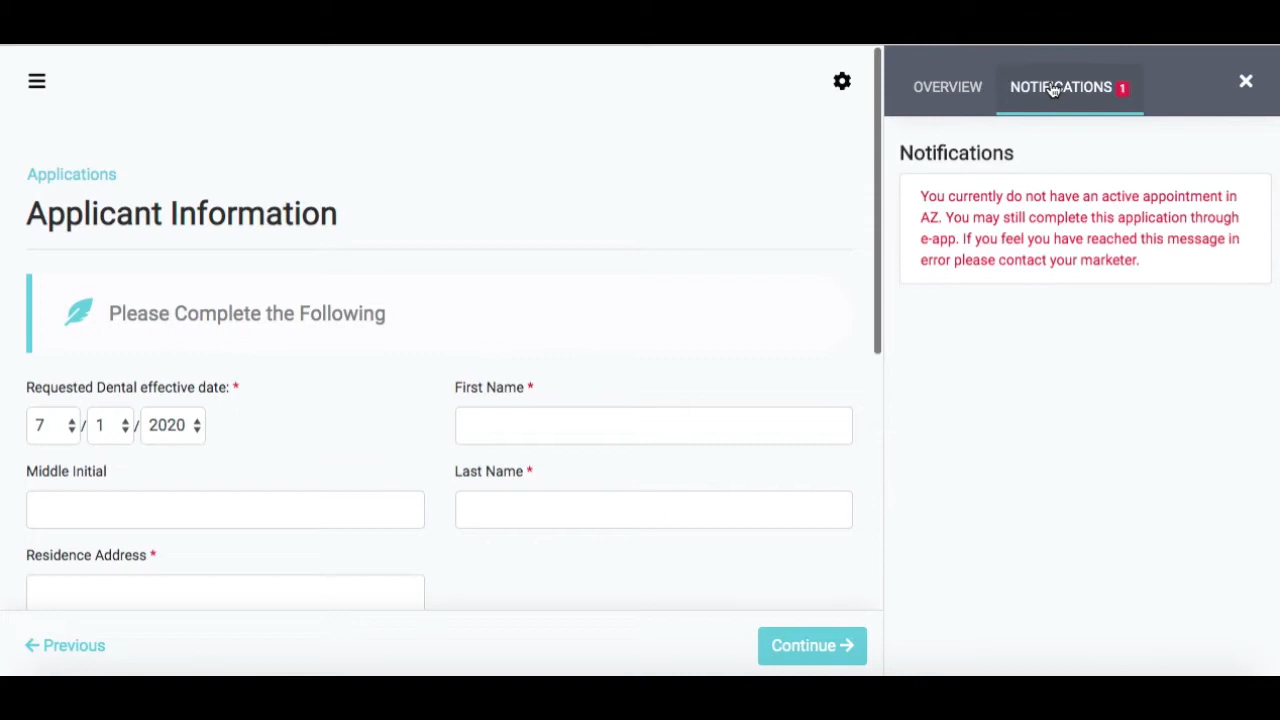 OVERVIEW NOTIFICATIONS 1
Applications
Applicant Information
Please Complete the Following
Requested Dental effective date: *
7 / 1 / 2020
First Name *
Middle Initial
Last Name *
Residence Address *
Previous
Continue
Notifications
You currently do not have an active appointment in
AZ. You may still complete this application through
e-app. If you feel you have reached this message in
error please contact your marketer.